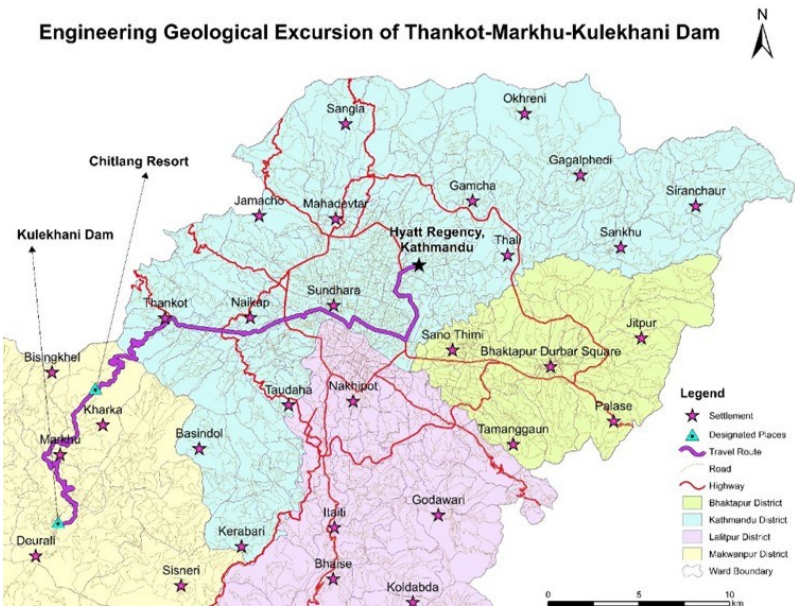 Engineering Geological Excursion of Thankot-Markhu-Kulekhani Dam
N
Okhreni
Sangla
Chitlang Resort
Gagalphedi
Siranchaur
Gamcha
Jamacho
Mahadevtar
Kulekhani Dam
Hyatt Regency,
Kathmandu
Thali
Sankhu
Thankot
Naikap
Sundhara
Sano Thimi
Jitpur
Bhaktapur Durbar Square
Bisingkhel
Taudaha
Nakhipot
Kharka
Palase
Markhu
Basindol
Tamanggaun
Godawari
Itaiti
Kerabari
Deurali
Sisneri
Bhaise
Koldabda
Legend
Settlement
Designated Places
Travel Route
Road
Highway
Bhaktapur District
Kathmandu District
Lalitpur District
Makwanpur District
Ward Boundary
0 5 10
km